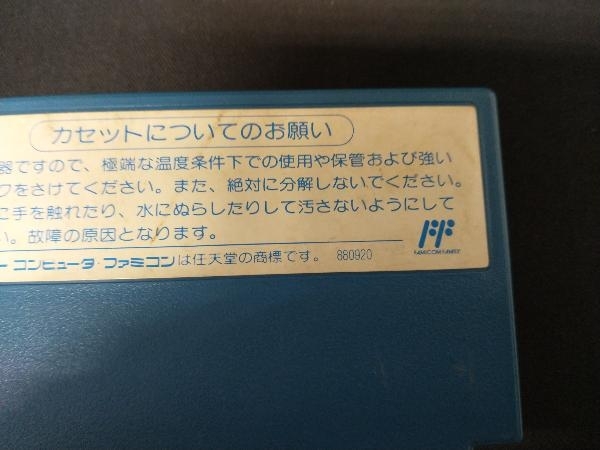 カセットについてのお願い
器ですので、極端な温度条件下での使用や保管および強い
クをさけてください。また、絶対に分解しないでください。
に手を触れたり、水にぬらしたりして汚さないようにして
い。故障の原因となります。
FAMICOM FAMILY
ー コンピュータ・ファミコンは任天堂の商標です。 880920